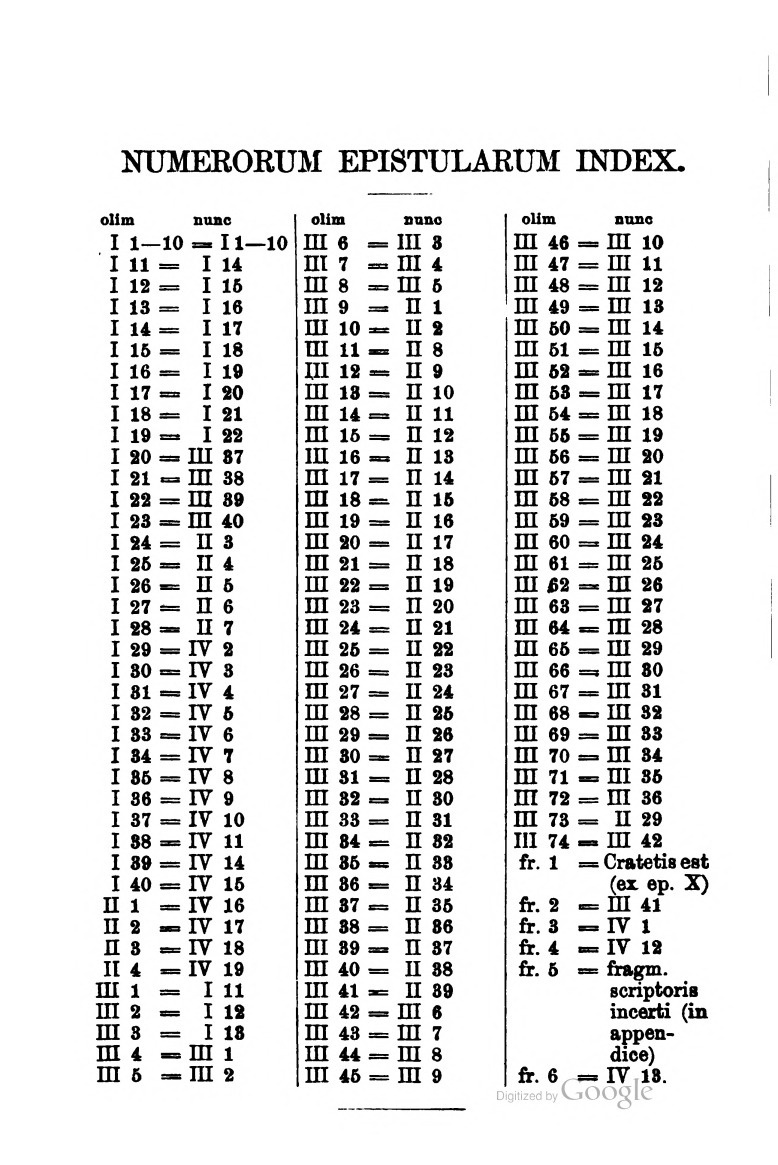 NUMERORUM EPISTULARUM INDEX.
olim nunc
I 1—10 = I 1—10
I 11 = I 14
I 12 = I 15
I 13 = I 16
I 14 = I 17
I 15 = I 18
I 16 = I 19
I 17 = I 20
I 18 = I 21
I 19 = I 22
I 20 = III 37
I 21 = III 38
I 22 = III 39
I 23 = III 40
I 24 = II 3
I 25 = II 4
I 26 = II 5
I 27 = II 6
I 28 = II 7
I 29 = IV 2
I 30 = IV 3
I 31 = IV 4
I 32 = IV 5
I 33 = IV 6
I 34 = IV 7
I 35 = IV 8
I 36 = IV 9
I 37 = IV 10
I 38 = IV 11
I 39 = IV 14
I 40 = IV 15
II 1 = IV 16
II 2 = IV 17
II 3 = IV 18
II 4 = IV 19
III 1 = I 11
III 2 = I 12
III 3 = I 13
III 4 = III 1
III 5 = III 2
olim nunc
III 6 = III 3
III 7 = III 4
III 8 = III 5
III 9 = II 1
III 10 = II 2
III 11 = II 8
III 12 = II 9
III 13 = II 10
III 14 = II 11
III 15 = II 12
III 16 = II 13
III 17 = II 14
III 18 = II 15
III 19 = II 16
III 20 = II 17
III 21 = II 18
III 22 = II 19
III 23 = II 20
III 24 = II 21
III 25 = II 22
III 26 = II 23
III 27 = II 24
III 28 = II 25
III 29 = II 26
III 30 = II 27
III 31 = II 28
III 32 = II 30
III 33 = II 31
III 34 = II 32
III 35 = II 33
III 36 = II 34
III 37 = II 35
III 38 = II 36
III 39 = II 37
III 40 = II 38
III 41 = II 39
III 42 = III 6
III 43 = III 7
III 44 = III 8
III 45 = III 9
olim nunc
III 46 = III 10
III 47 = III 11
III 48 = III 12
III 49 = III 13
III 50 = III 14
III 51 = III 15
III 52 = III 16
III 53 = III 17
III 54 = III 18
III 55 = III 19
III 56 = III 20
III 57 = III 21
III 58 = III 22
III 59 = III 23
III 60 = III 24
III 61 = III 25
III 62 = III 26
III 63 = III 27
III 64 = III 28
III 65 = III 29
III 66 = III 30
III 67 = III 31
III 68 = III 32
III 69 = III 33
III 70 = III 34
III 71 = III 35
III 72 = III 36
III 73 = II 29
III 74 = III 42
fr. 1 = Cratetis est
(ex ep. X)
fr. 2 = III 41
fr. 3 = IV 1
fr. 4 = IV 12
fr. 5 = fragm.
scriptoris
incerti (in
appen-
dice)
fr. 6 = IV 13.
Digitized by Google